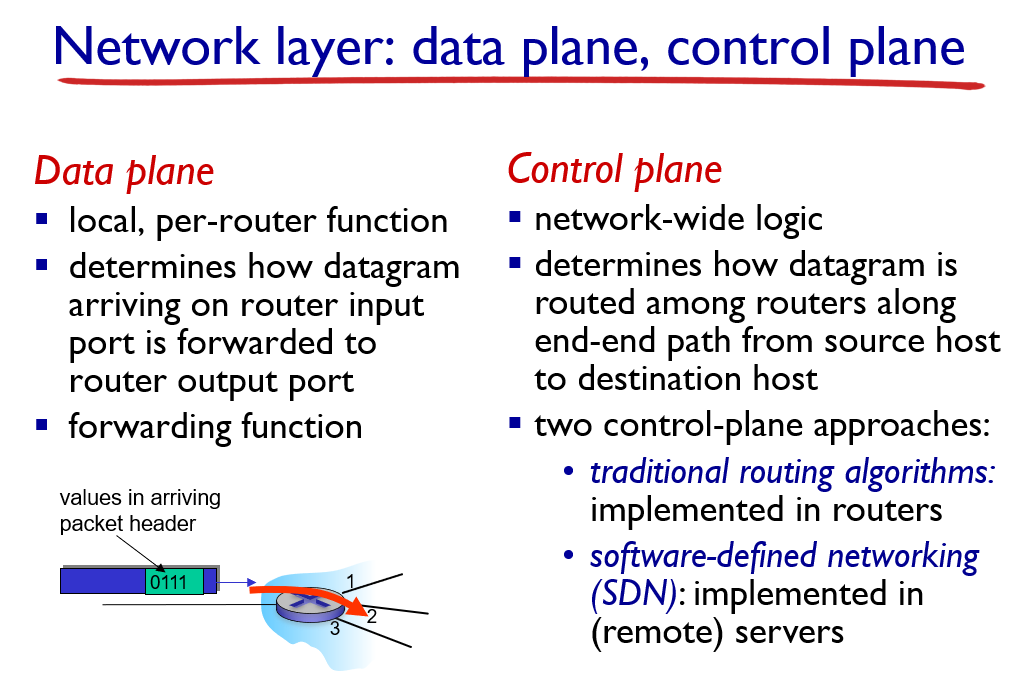 Network layer: data plane, control plane
Data plane
▪ local, per-router function
▪ determines how datagram
arriving on router input
port is forwarded to
router output port
▪ forwarding function
values in arriving
packet header
0111
1
2
3
Control plane
▪ network-wide logic
▪ determines how datagram is
routed among routers along
end-end path from source host
to destination host
▪ two control-plane approaches:
• traditional routing algorithms:
implemented in routers
• software-defined networking
(SDN): implemented in
(remote) servers